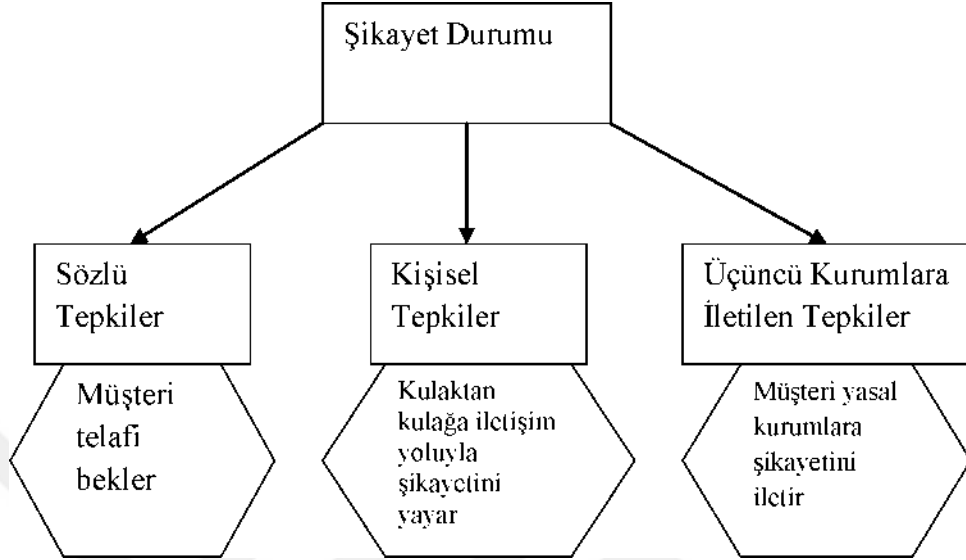 Şikayet Durumu
Sözlü
Tepkiler
Kişisel
Tepkiler
Üçüncü Kurumlara
İletilen Tepkiler
Müşteri
telafi
bekler
Kulaktan
kulağa iletişim
yoluyla
şikayetini
yayar
Müşteri yasal
kurumlara
şikayetini
iletir